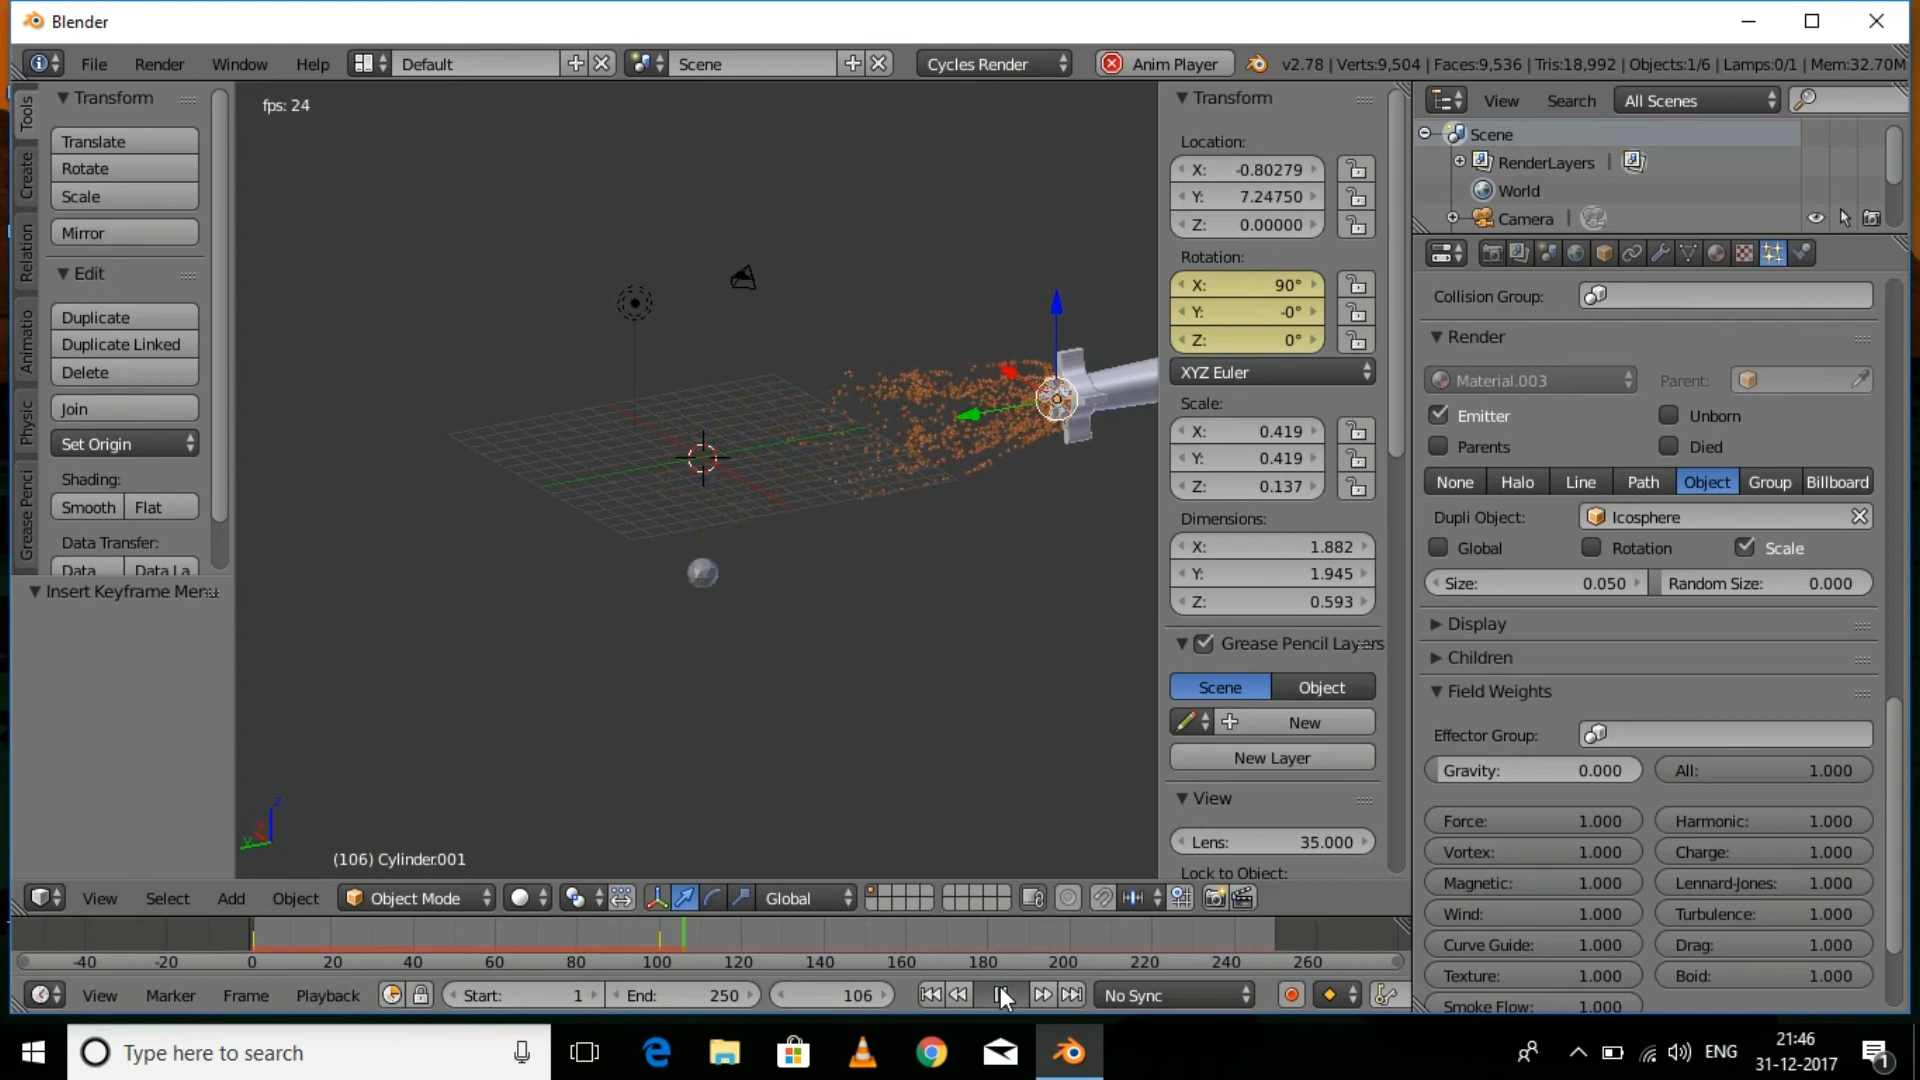 Blender
File Render Window Help Default Scene Cycles Render Anim Player v2.78 | Verts:9,504 | Faces:9,536 | Tris:18,992 | Objects:1/6 | Lamps:0/1 | Mem:32.70M
Tools
Create
Relation
Animatio
Physic
Grease Penci
Transform
Translate
Rotate
Scale
Mirror
Edit
Duplicate
Duplicate Linked
Delete
Join
Set Origin
Shading:
Smooth Flat
Data Transfer:
Data Data La
Insert Keyframe Menu
fps: 24
(106) Cylinder.001
Transform
Location:
X: -0.80279
Y: 7.24750
Z: 0.00000
Rotation:
X: 90°
Y: -0°
Z: 0°
XYZ Euler
Scale:
X: 0.419
Y: 0.419
Z: 0.137
Dimensions:
X: 1.882
Y: 1.945
Z: 0.593
Grease Pencil Layers
Scene Object
New
New Layer
View
Lens: 35.000
Lock to Object:
View Search All Scenes
Scene
RenderLayers |
World
Camera |
Collision Group:
Render
Material.003 Parent:
Emitter Unborn
Parents Died
None Halo Line Path Object Group Billboard
Dupli Object: Icosphere
Global Rotation Scale
Size: 0.050 Random Size: 0.000
Display
Children
Field Weights
Effector Group:
Gravity: 0.000 All: 1.000
Force: 1.000 Harmonic: 1.000
Vortex: 1.000 Charge: 1.000
Magnetic: 1.000 Lennard-Jones: 1.000
Wind: 1.000 Turbulence: 1.000
Curve Guide: 1.000 Drag: 1.000
Texture: 1.000 Boid: 1.000
Smoke Flow: 1.000
View Select Add Object Object Mode Global
-40 -20 0 20 40 60 80 100 120 140 160 180 200 220 240 260
View Marker Frame Playback Start: 1 End: 250 106 No Sync
Type here to search
ENG
21:46
31-12-2017
1
z
y
x